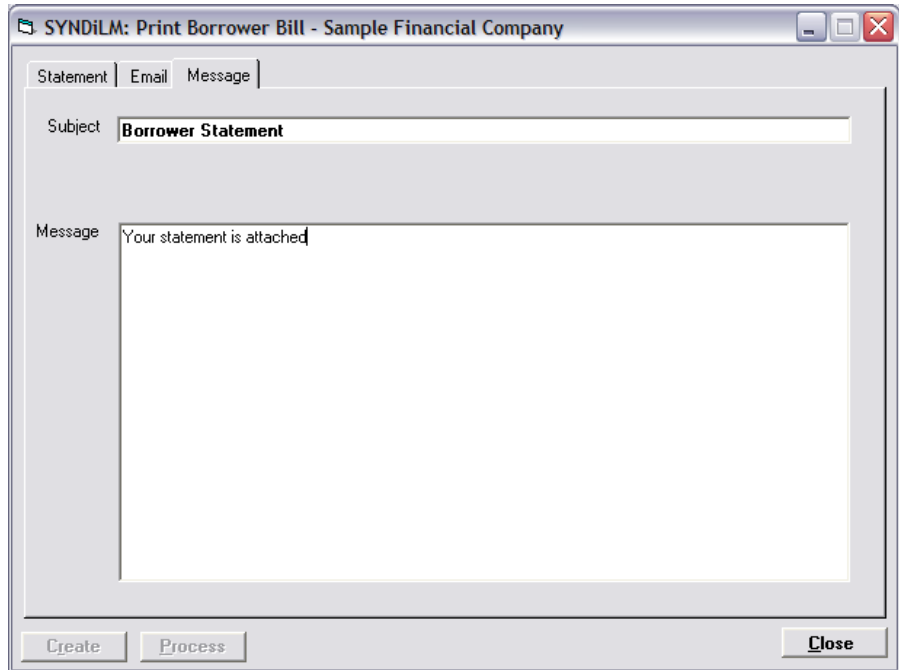 SYNDiLM: Print Borrower Bill - Sample Financial Company
Statement Email Message
Subject Borrower Statement
Message Your statement is attached
Create Process Close